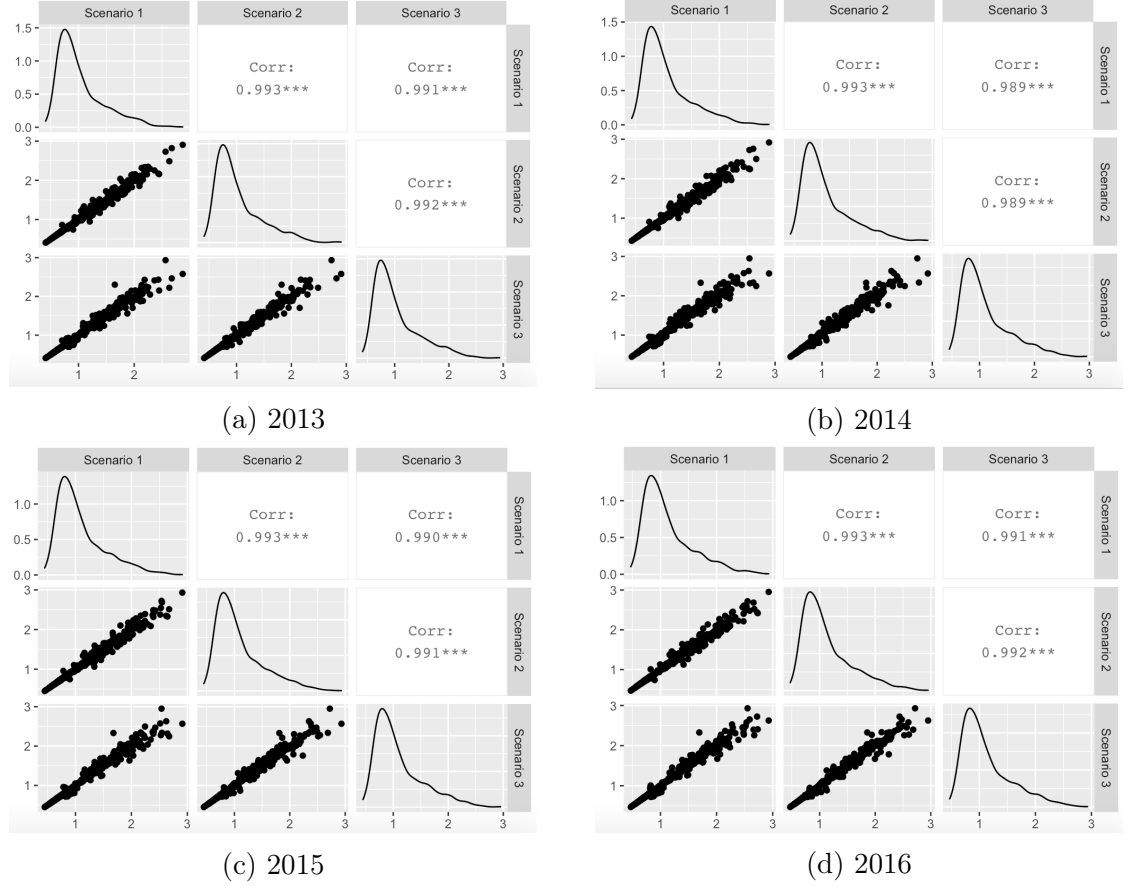 Scenario 1 Scenario 2 Scenario 3
1.5
1.0
0.5
0.0
Corr:
0.993***
Corr:
0.991***
Scenario 1
3
2
1
Corr:
0.992***
Scenario 2
3
2
1
Scenario 3
1 2 1 2 3 1 2 3
(a) 2013
Scenario 1 Scenario 2 Scenario 3
1.5
1.0
0.5
0.0
Corr:
0.993***
Corr:
0.989***
Scenario 1
3
2
1
Corr:
0.989***
Scenario 2
3
2
1
Scenario 3
1 2 3 1 2 3 1 2 3
(b) 2014
Scenario 1 Scenario 2 Scenario 3
1.0
0.5
0.0
Corr:
0.993***
Corr:
0.990***
Scenario 1
3
2
1
Corr:
0.991***
Scenario 2
3
2
1
Scenario 3
1 2 3 1 2 3 1 2 3
(c) 2015
Scenario 1 Scenario 2 Scenario 3
1.0
0.5
0.0
Corr:
0.993***
Corr:
0.991***
Scenario 1
3
2
1
Corr:
0.992***
Scenario 2
3
2
1
Scenario 3
1 2 3 1 2 3 1 2 3
(d) 2016